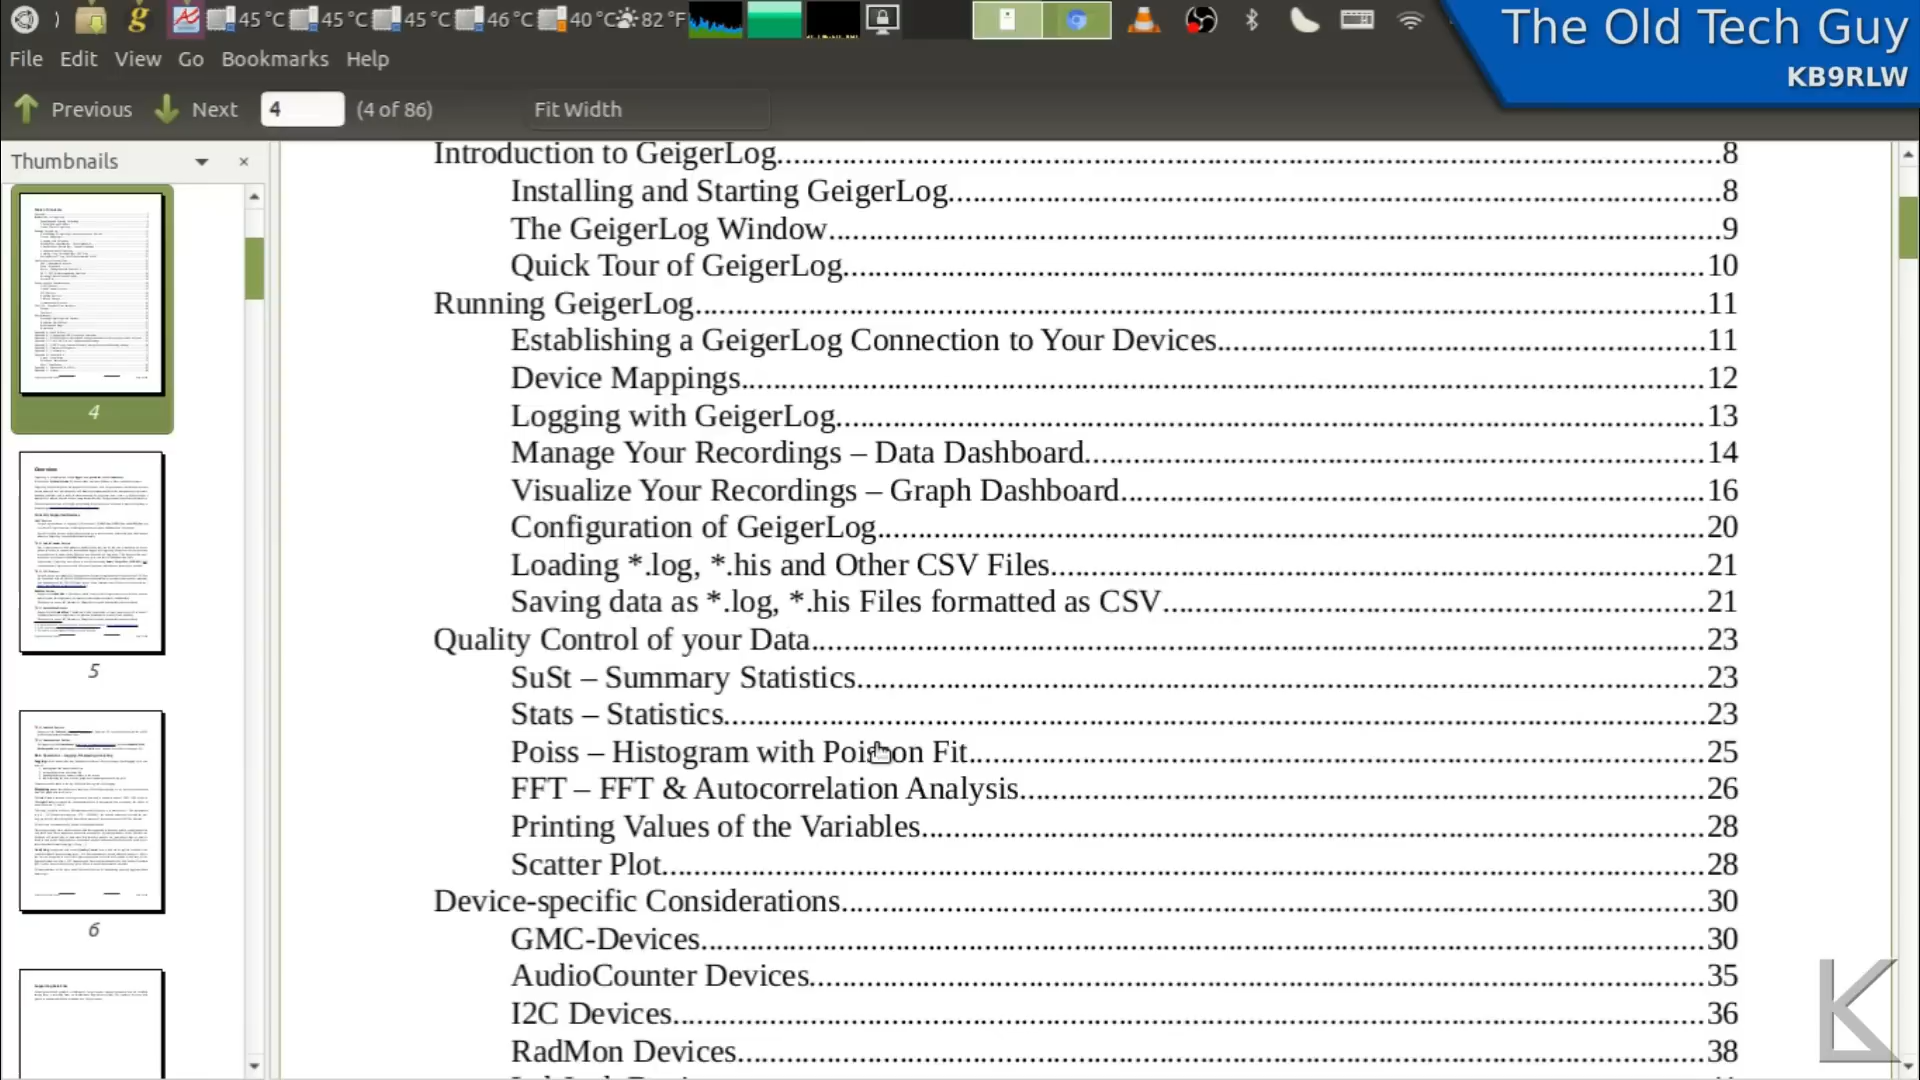 45 °C 45 °C 45 °C 46 °C 40 °C 82 °F
The Old Tech Guy
KB9RLW
File Edit View Go Bookmarks Help
Previous Next 4 (4 of 86) Fit Width
Thumbnails
4
5
6
Introduction to GeigerLog 8
Installing and Starting GeigerLog 8
The GeigerLog Window 9
Quick Tour of GeigerLog 10
Running GeigerLog 11
Establishing a GeigerLog Connection to Your Devices 11
Device Mappings 12
Logging with GeigerLog 13
Manage Your Recordings – Data Dashboard 14
Visualize Your Recordings – Graph Dashboard 16
Configuration of GeigerLog 20
Loading *.log, *.his and Other CSV Files 21
Saving data as *.log, *.his Files formatted as CSV 21
Quality Control of your Data 23
SuSt – Summary Statistics 23
Stats – Statistics 23
Poiss – Histogram with Poisson Fit 25
FFT – FFT & Autocorrelation Analysis 26
Printing Values of the Variables 28
Scatter Plot 28
Device-specific Considerations 30
GMC-Devices 30
AudioCounter Devices 35
I2C Devices 36
RadMon Devices 38
K